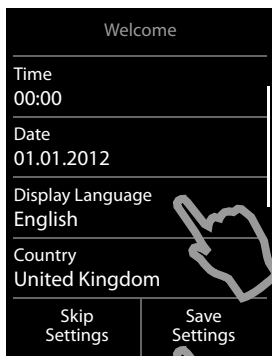 Welcome
Time
00:00
Date
01.01.2012
Display Language
English
Country
United Kingdom
Skip
Settings
Save
Settings